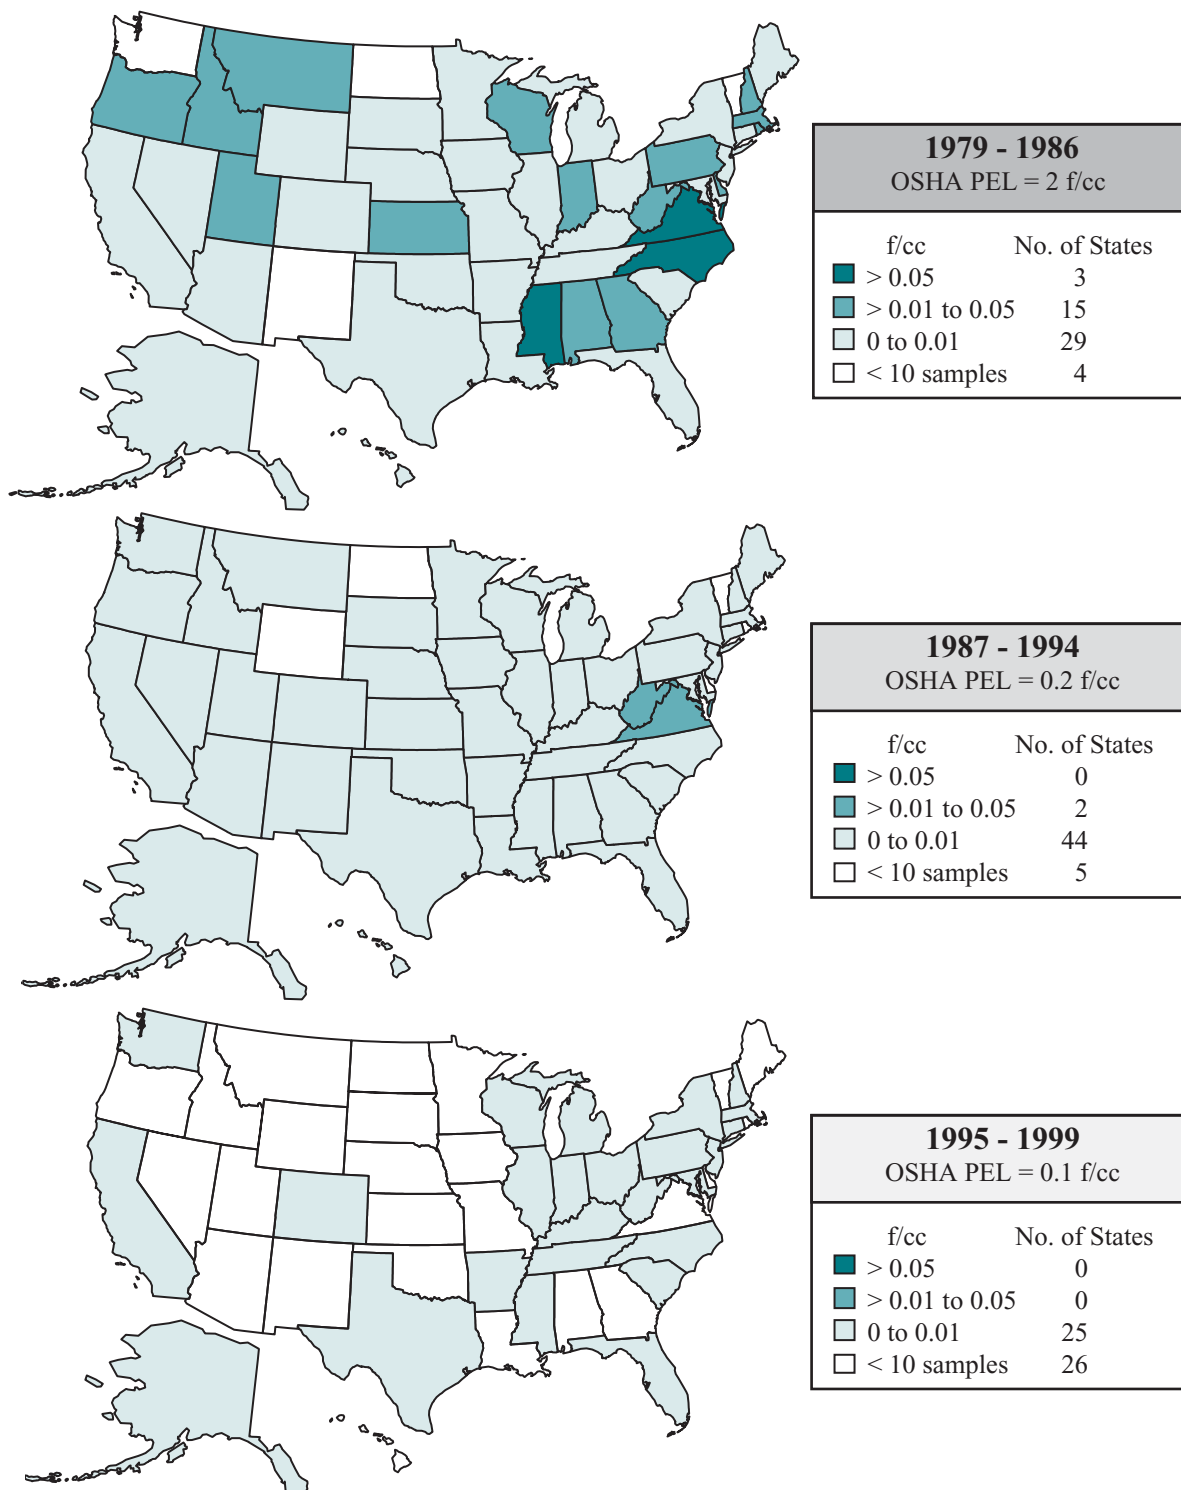 1979 - 1986
OSHA PEL = 2 f/cc
f/cc No. of States
> 0.05 3
> 0.01 to 0.05 15
0 to 0.01 29
< 10 samples 4
1987 - 1994
OSHA PEL = 0.2 f/cc
f/cc No. of States
> 0.05 0
> 0.01 to 0.05 2
0 to 0.01 44
< 10 samples 5
1995 - 1999
OSHA PEL = 0.1 f/cc
f/cc No. of States
> 0.05 0
> 0.01 to 0.05 0
0 to 0.01 25
< 10 samples 26